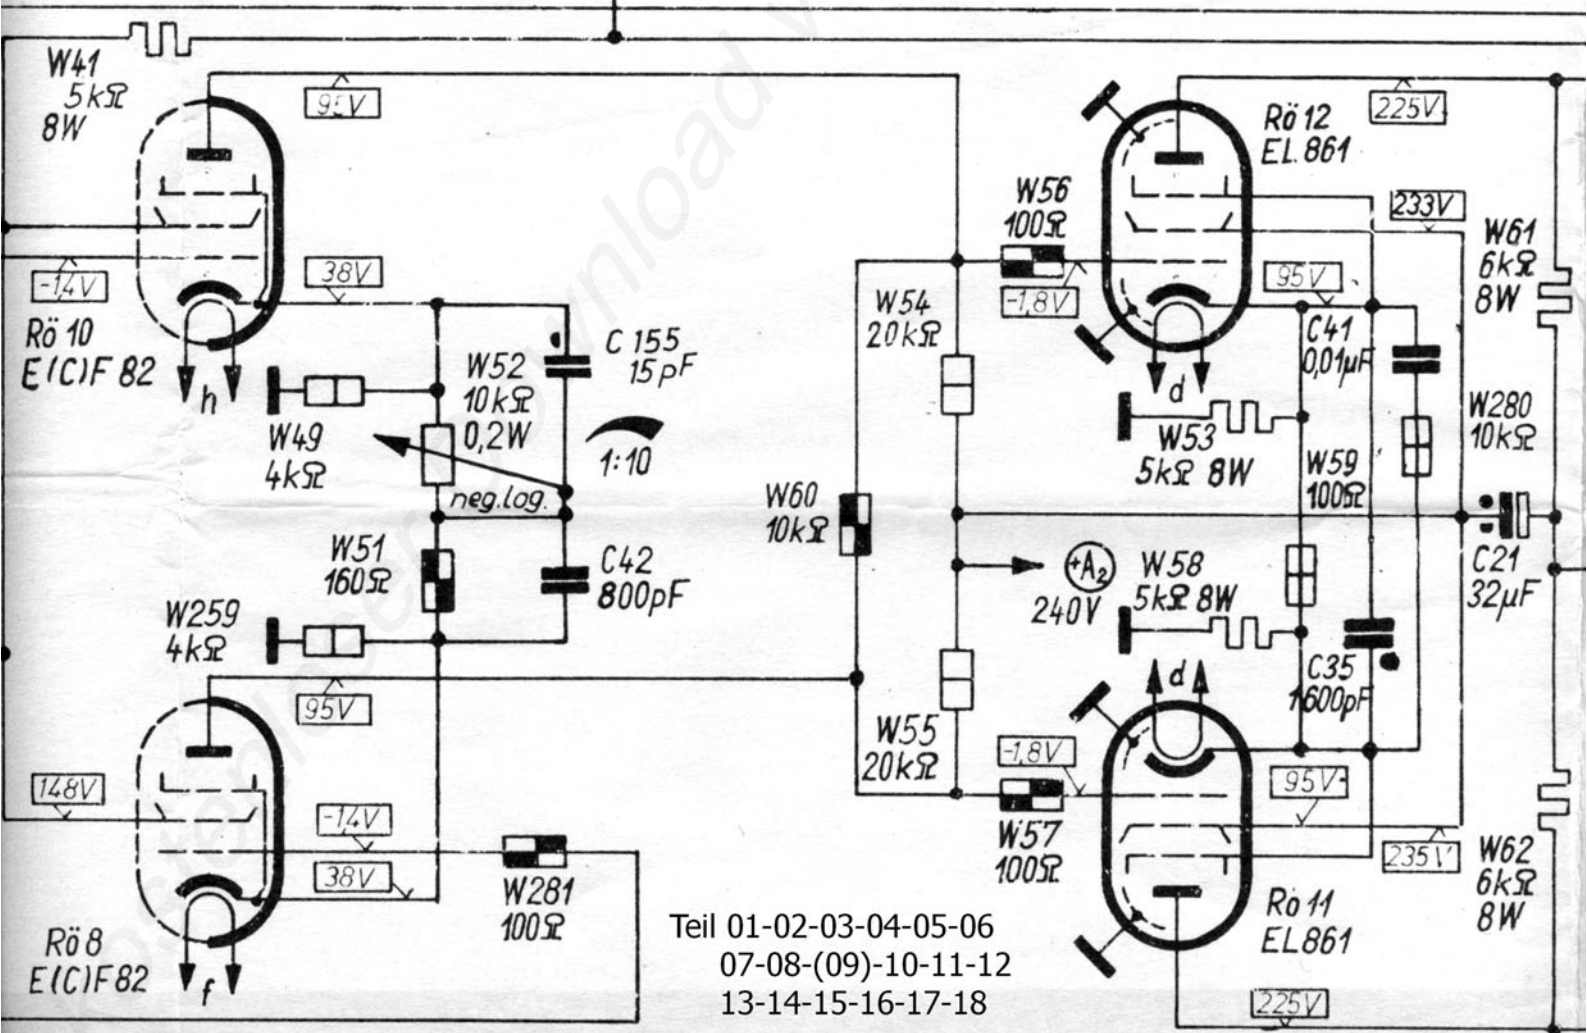 W41
5kΩ
8W
95V
Rö 12
EL 861
225V
W56
100Ω
233V
W61
6kΩ
8W
-1,4V
38V
-1,8V
95V
Rö 10
E(C)F 82
h
W49
4kΩ
W52
10kΩ
0,2W
C 155
15pF
1:10
neg.log.
W54
20kΩ
C41
0,01µF
d
W53
5kΩ 8W
W280
10kΩ
W59
100Ω
W60
10kΩ
W51
160Ω
C42
800pF
+A2
240V
W58
5kΩ 8W
C21
32µF
W259
4kΩ
95V
d
C35
1600pF
W55
20kΩ
-1,8V
95V
148V
-1,4V
38V
W57
100Ω
235V
W62
6kΩ
8W
W281
100Ω
Rö 8
E(C)F 82
f
Rö 11
EL861
225V
Teil 01-02-03-04-05-06
07-08-(09)-10-11-12
13-14-15-16-17-18